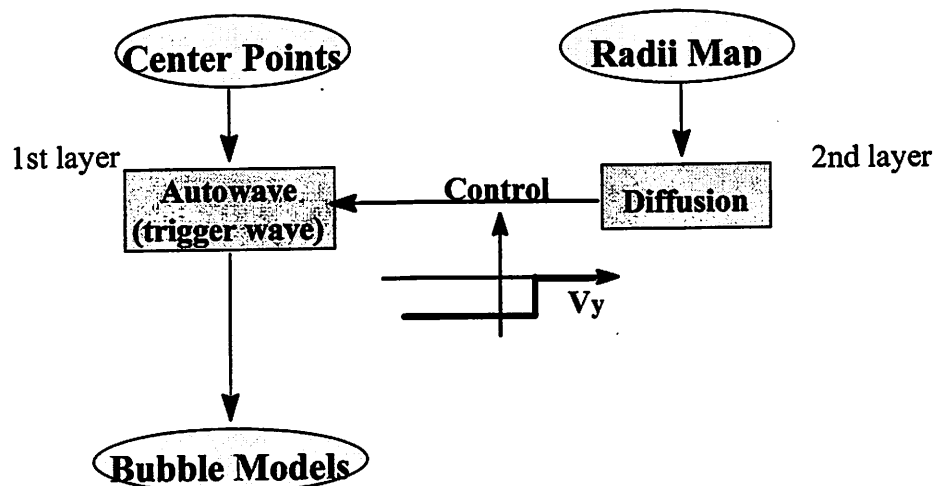 Center Points
Radii Map
1st layer
2nd layer
Autowave
(trigger wave)
Control
Diffusion
Vy
Bubble Models